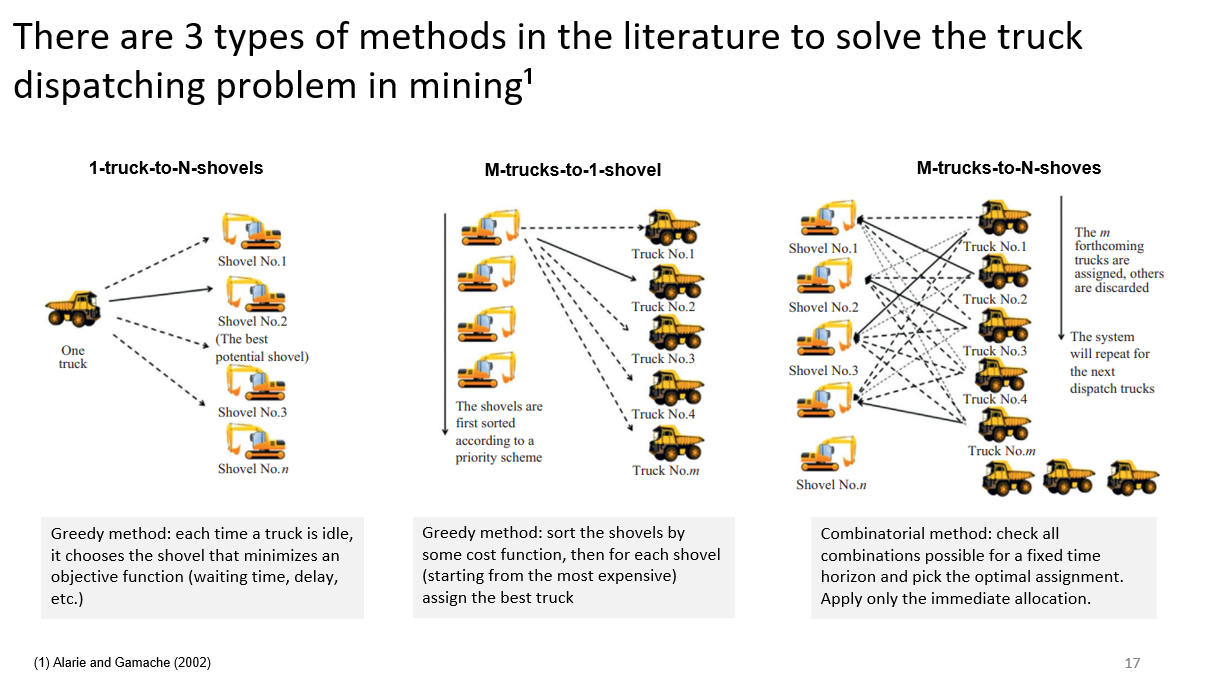 There are 3 types of methods in the literature to solve the truck
dispatching problem in mining¹
1-truck-to-N-shovels
One
truck
Shovel No.1
Shovel No.2
(The best
potential shovel)
Shovel No.3
Shovel No.n
Greedy method: each time a truck is idle,
it chooses the shovel that minimizes an
objective function (waiting time, delay,
etc.)
M-trucks-to-1-shovel
The shovels are
first sorted
according to a
priority scheme
Truck No.1
Truck No.2
Truck No.3
Truck No.4
Truck No.m
Greedy method: sort the shovels by
some cost function, then for each shovel
(starting from the most expensive)
assign the best truck
M-trucks-to-N-shoves
Shovel No.1
Shovel No.2
Shovel No.3
Shovel No.n
Truck No.1
Truck No.2
Truck No.3
Truck No.4
Truck No.m
The m
forthcoming
trucks are
assigned, others
are discarded
The system
will repeat for
the next
dispatch trucks
Combinatorial method: check all
combinations possible for a fixed time
horizon and pick the optimal assignment.
Apply only the immediate allocation.
(1) Alarie and Gamache (2002)
17